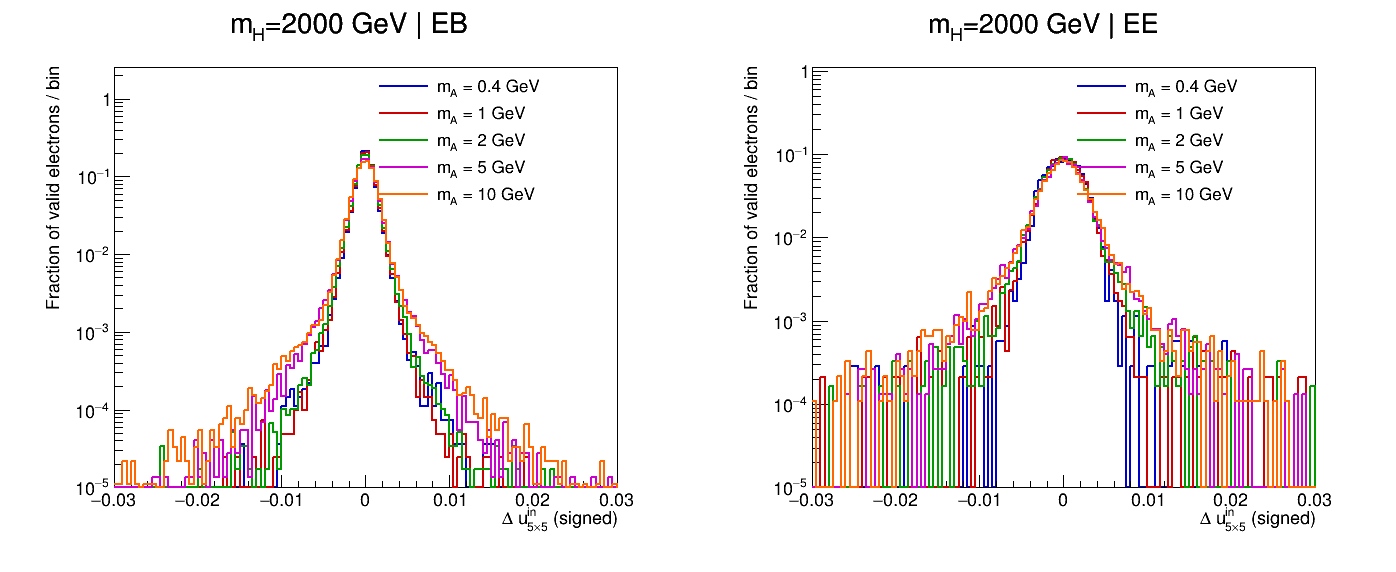 m_H=2000 GeV | EB
Fraction of valid electrons / bin
1
10^−1
10^−2
10^−3
10^−4
10^−5
m_A = 0.4 GeV
m_A = 1 GeV
m_A = 2 GeV
m_A = 5 GeV
m_A = 10 GeV
−0.03 −0.02 −0.01 0 0.01 0.02 0.03
Δ u^in_5×5 (signed)
m_H=2000 GeV | EE
Fraction of valid electrons / bin
1
10^−1
10^−2
10^−3
10^−4
10^−5
m_A = 0.4 GeV
m_A = 1 GeV
m_A = 2 GeV
m_A = 5 GeV
m_A = 10 GeV
−0.03 −0.02 −0.01 0 0.01 0.02 0.03
Δ u^in_5×5 (signed)